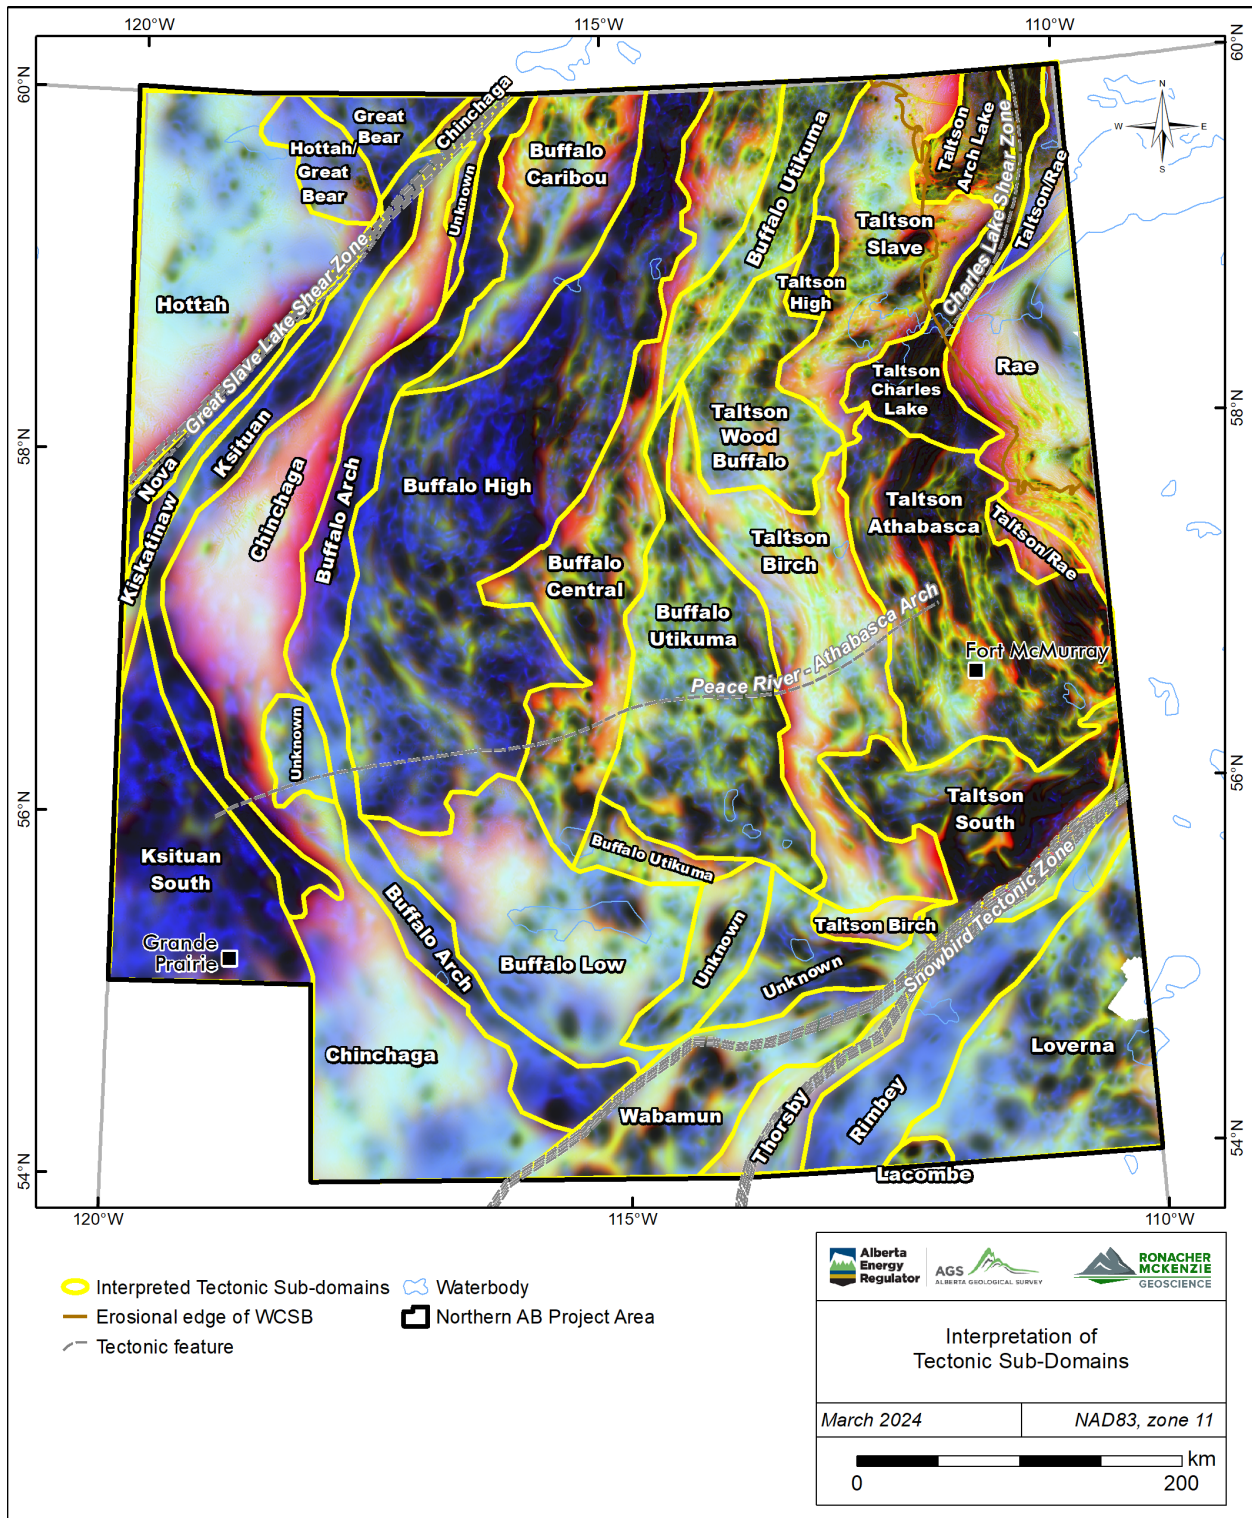 120°W
115°W
110°W
60°N
60°N
N
W
E
S
Great
Bear
Chinchaga
Hottah/
Great
Bear
Unknown
Buffalo
Caribou
Buffalo Utikuma
Taltson
Arch Lake
Taltson
Slave
Charles Lake Shear Zone
Taltson/Rae
Taltson
High
Hottah
Great Slave Lake Shear Zone
Rae
Taltson
Charles
Lake
58°N
58°N
Taltson
Wood
Buffalo
Nova
Ksituan
Kiskatinaw
Chinchaga
Buffalo Arch
Buffalo High
Taltson
Athabasca
Taltson/Rae
Taltson
Birch
Buffalo
Central
Buffalo
Utikuma
Peace River - Athabasca Arch
Fort McMurray
Unknown
56°N
56°N
Taltson
South
Ksituan
South
Buffalo Utikuma
Buffalo Arch
Grande
Prairie
Buffalo Low
Unknown
Taltson Birch
Unknown
Snowbird Tectonic Zone
Chinchaga
Loverna
Wabamun
Thorsby
Rimbey
Lacombe
54°N
54°N
120°W
115°W
110°W
Interpreted Tectonic Sub-domains
Waterbody
Erosional edge of WCSB
Northern AB Project Area
Tectonic feature
Alberta
Energy
Regulator
AGS
ALBERTA GEOLOGICAL SURVEY
RONACHER
MCKENZIE
GEOSCIENCE
Interpretation of
Tectonic Sub-Domains
March 2024
NAD83, zone 11
km
0
200